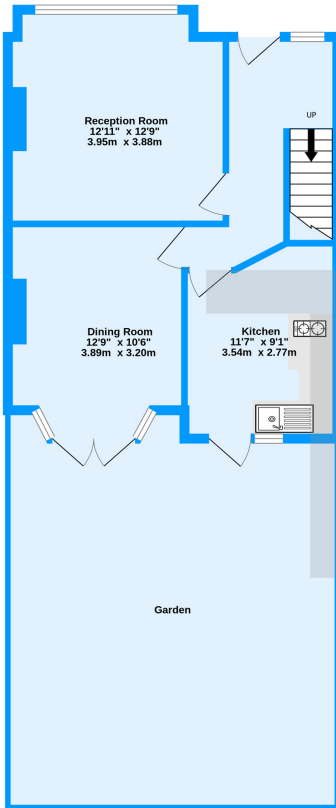 UP
Reception Room
12'11" x 12'9"
3.95m x 3.88m
Dining Room
12'9" x 10'6"
3.89m x 3.20m
Kitchen
11'7" x 9'1"
3.54m x 2.77m
Garden